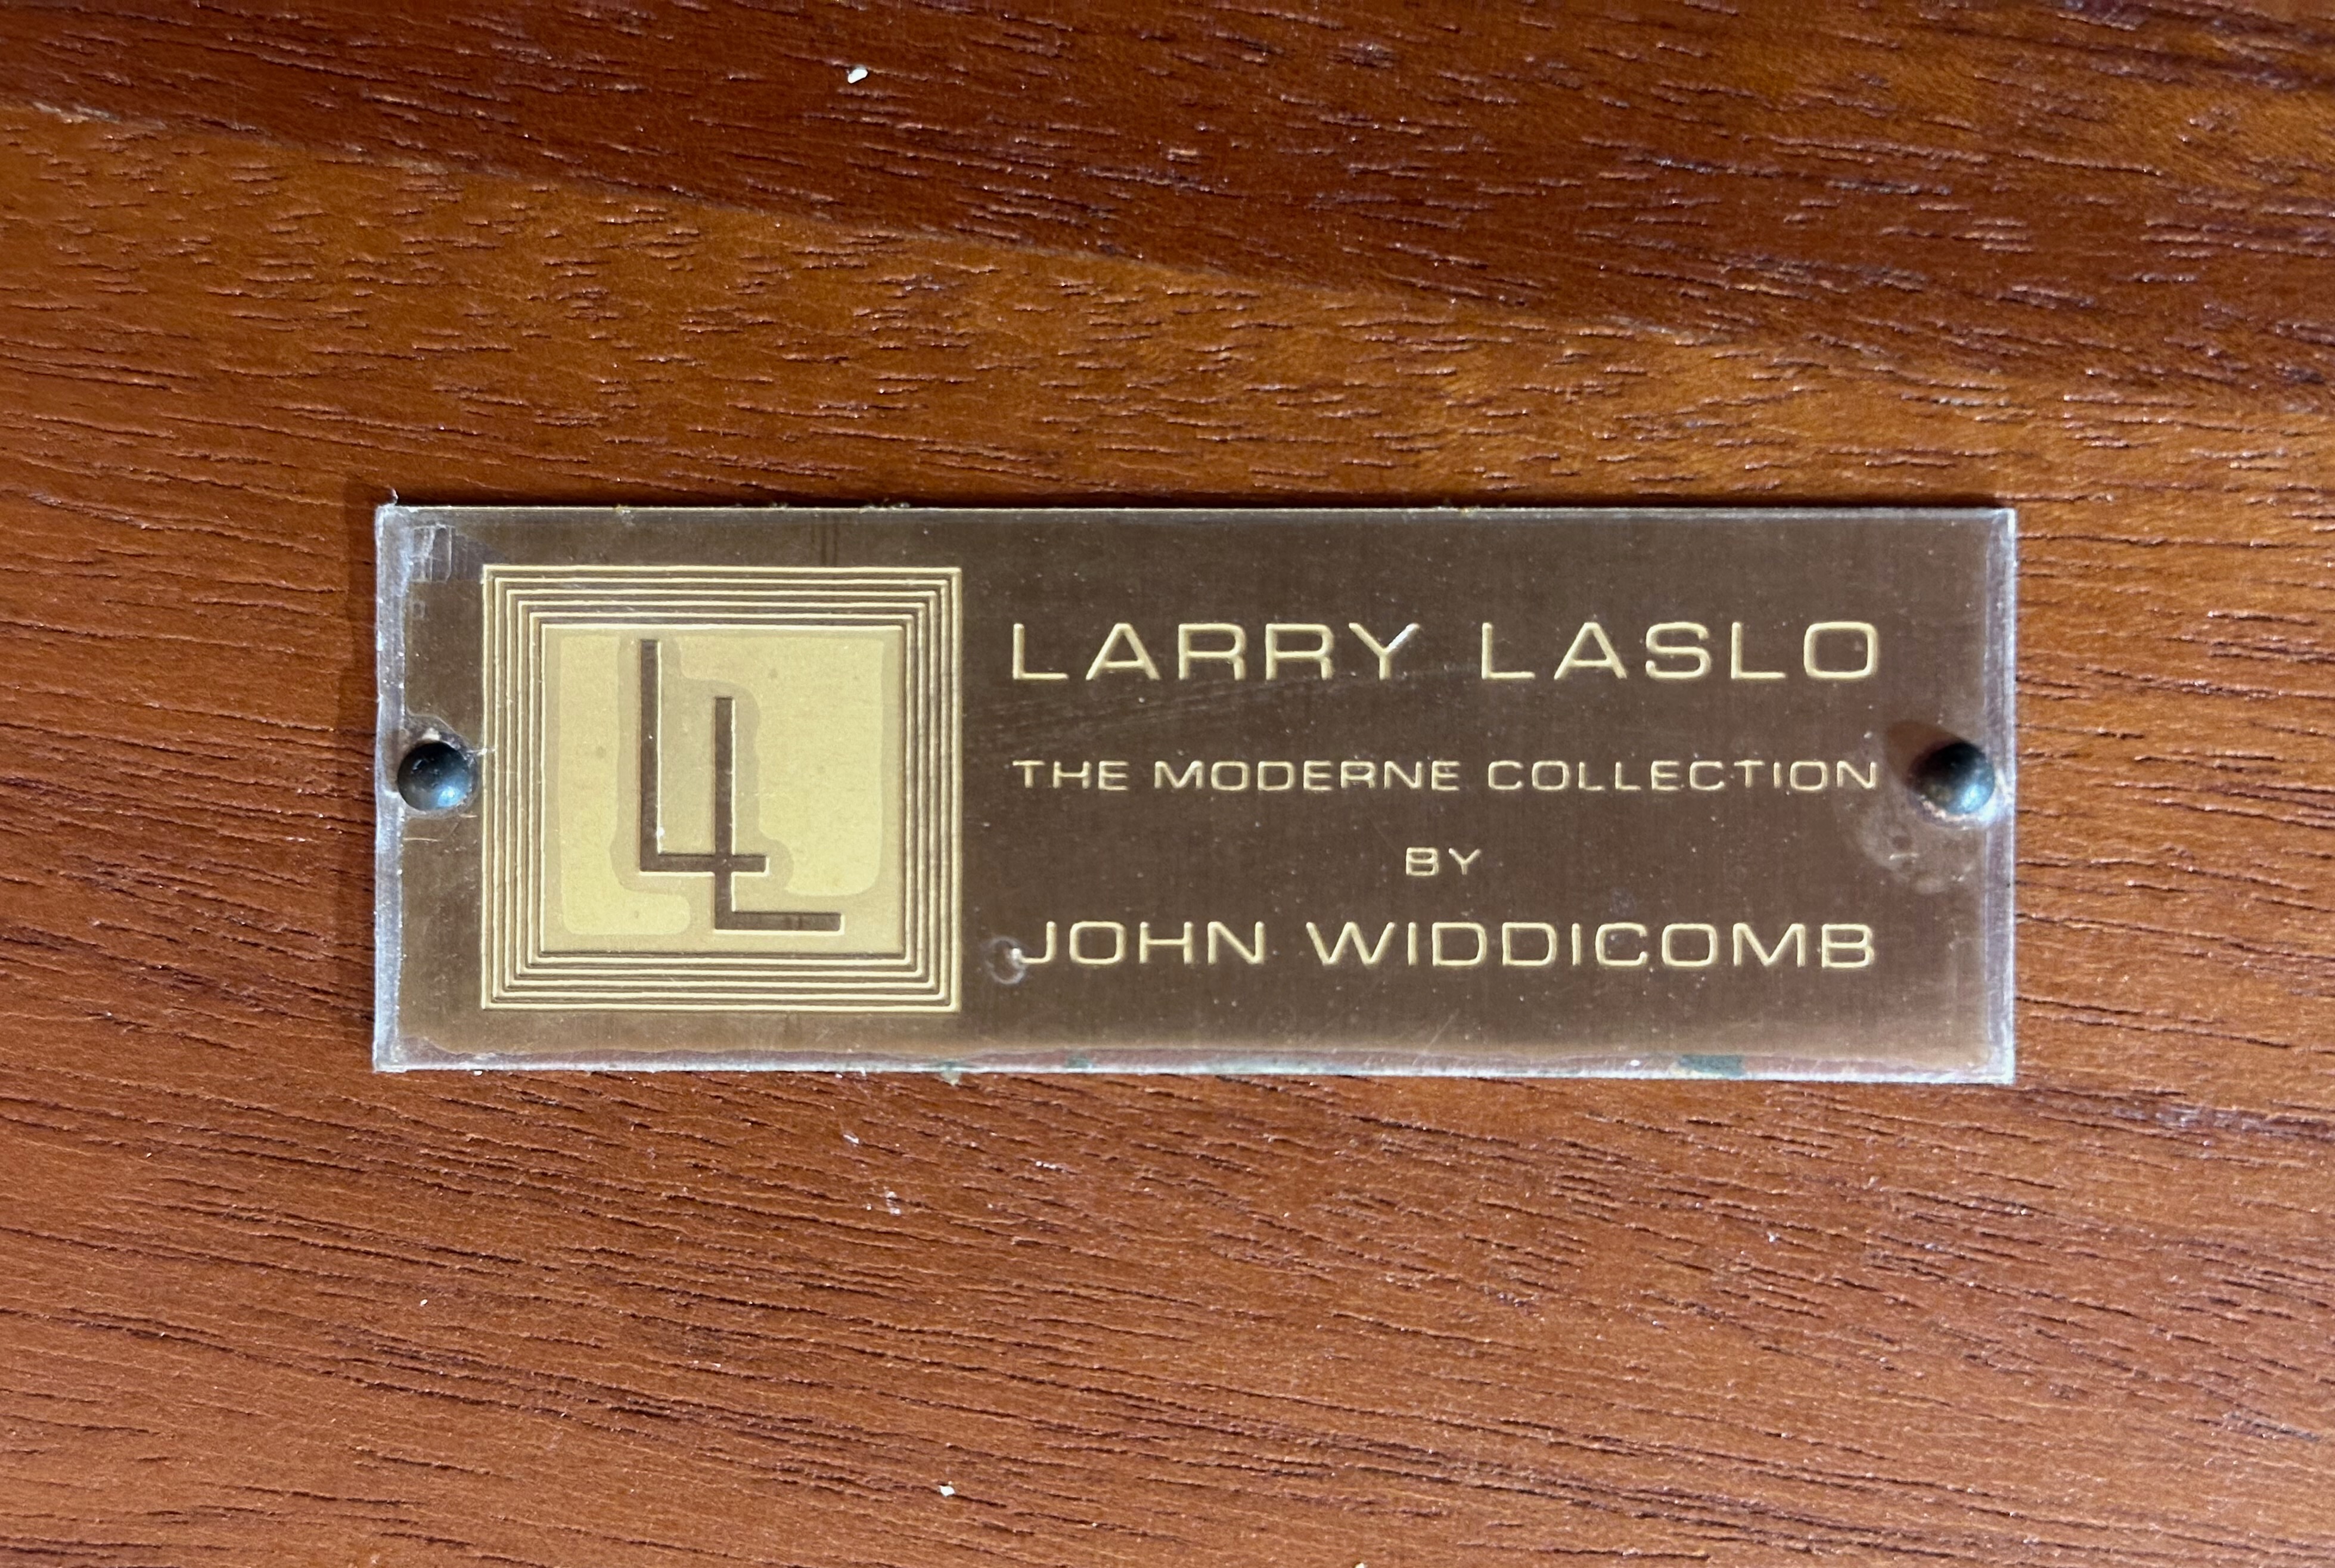 LL
LARRY LASLO
THE MODERNE COLLECTION
BY
JOHN WIDDICOMB